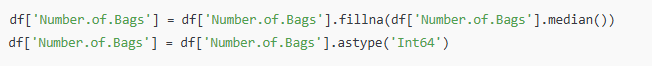 df['Number.of.Bags'] = df['Number.of.Bags'].fillna(df['Number.of.Bags'].median())
df['Number.of.Bags'] = df['Number.of.Bags'].astype('Int64')